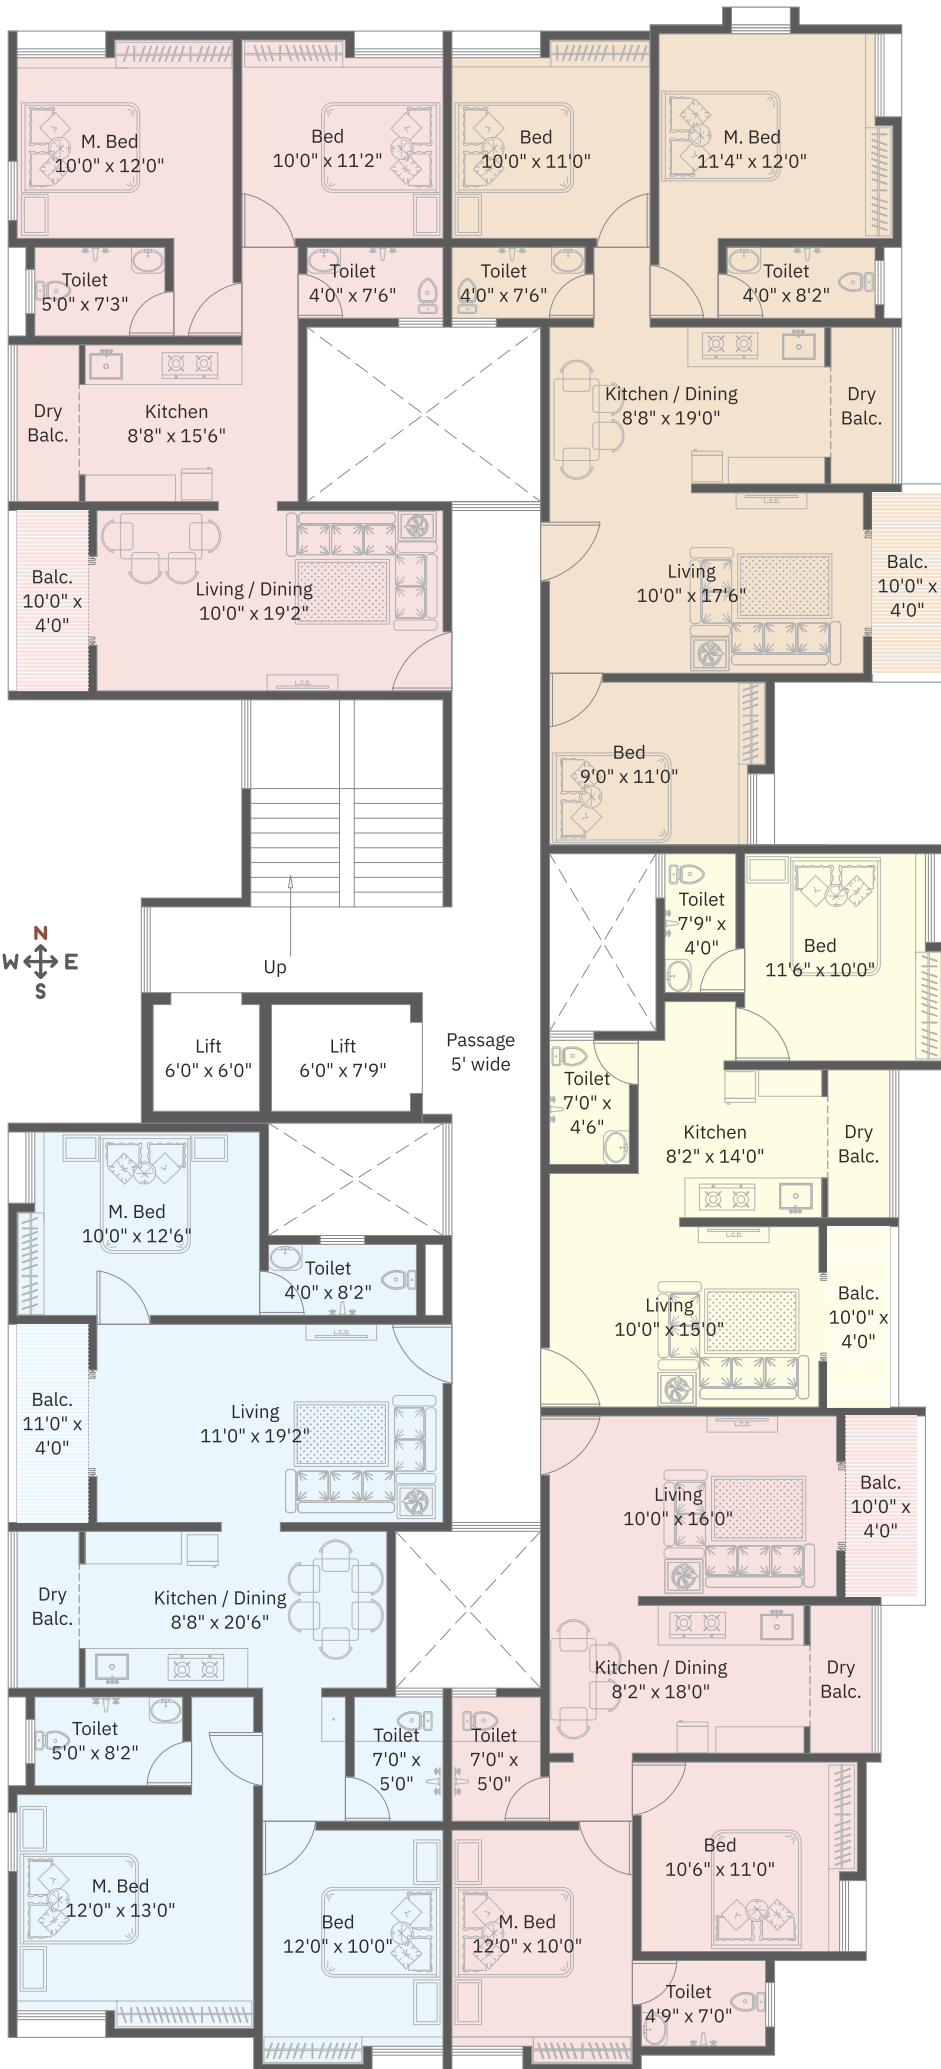 M. Bed
10'0" x 12'0"
Bed
10'0" x 11'2"
Bed
10'0" x 11'0"
M. Bed
11'4" x 12'0"
Toilet
5'0" x 7'3"
Toilet
4'0" x 7'6"
Toilet
4'0" x 7'6"
Toilet
4'0" x 8'2"
Dry
Balc.
Kitchen
8'8" x 15'6"
Kitchen / Dining
8'8" x 19'0"
Dry
Balc.
L.C.D.
Balc.
10'0" x
4'0"
Living / Dining
10'0" x 19'2"
L.C.D.
Living
10'0" x 17'6"
Balc.
10'0" x
4'0"
Bed
9'0" x 11'0"
Toilet
7'9" x
4'0"
Bed
11'6" x 10'0"
N
W E
S
Up
Lift
6'0" x 6'0"
Lift
6'0" x 7'9"
Passage
5' wide
Toilet
7'0" x
4'6"
Kitchen
8'2" x 14'0"
Dry
Balc.
M. Bed
10'0" x 12'6"
Toilet
4'0" x 8'2"
L.C.D.
Living
10'0" x 15'0"
Balc.
10'0" x
4'0"
L.C.D.
Balc.
11'0" x
4'0"
Living
11'0" x 19'2"
L.C.D.
Living
10'0" x 16'0"
Balc.
10'0" x
4'0"
Dry
Balc.
Kitchen / Dining
8'8" x 20'6"
Kitchen / Dining
8'2" x 18'0"
Dry
Balc.
Toilet
5'0" x 8'2"
Toilet
7'0" x
5'0"
Toilet
7'0" x
5'0"
Bed
10'6" x 11'0"
M. Bed
12'0" x 13'0"
Bed
12'0" x 10'0"
M. Bed
12'0" x 10'0"
Toilet
4'9" x 7'0"